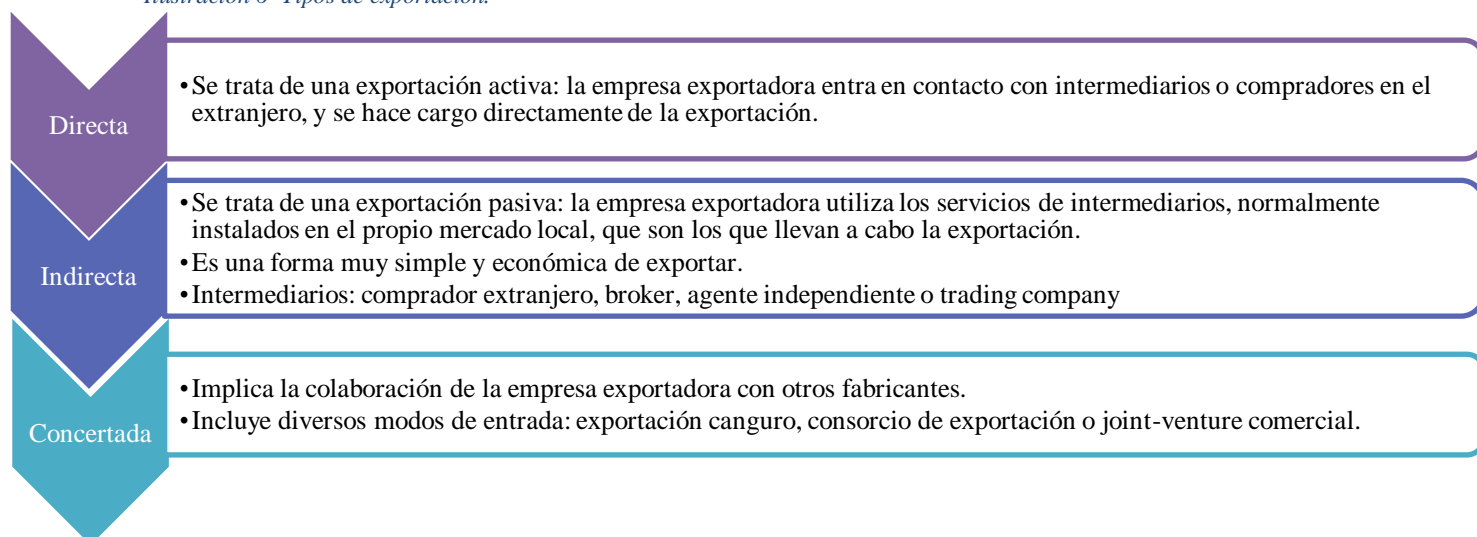 Ilustración 6 Tipos de exportación.
Directa
•Se trata de una exportación activa: la empresa exportadora entra en contacto con intermediarios o compradores en el
extranjero, y se hace cargo directamente de la exportación.
Indirecta
•Se trata de una exportación pasiva: la empresa exportadora utiliza los servicios de intermediarios, normalmente
instalados en el propio mercado local, que son los que llevan a cabo la exportación.
•Es una forma muy simple y económica de exportar.
•Intermediarios: comprador extranjero, broker, agente independiente o trading company
Concertada
•Implica la colaboración de la empresa exportadora con otros fabricantes.
•Incluye diversos modos de entrada: exportación canguro, consorcio de exportación o joint-venture comercial.